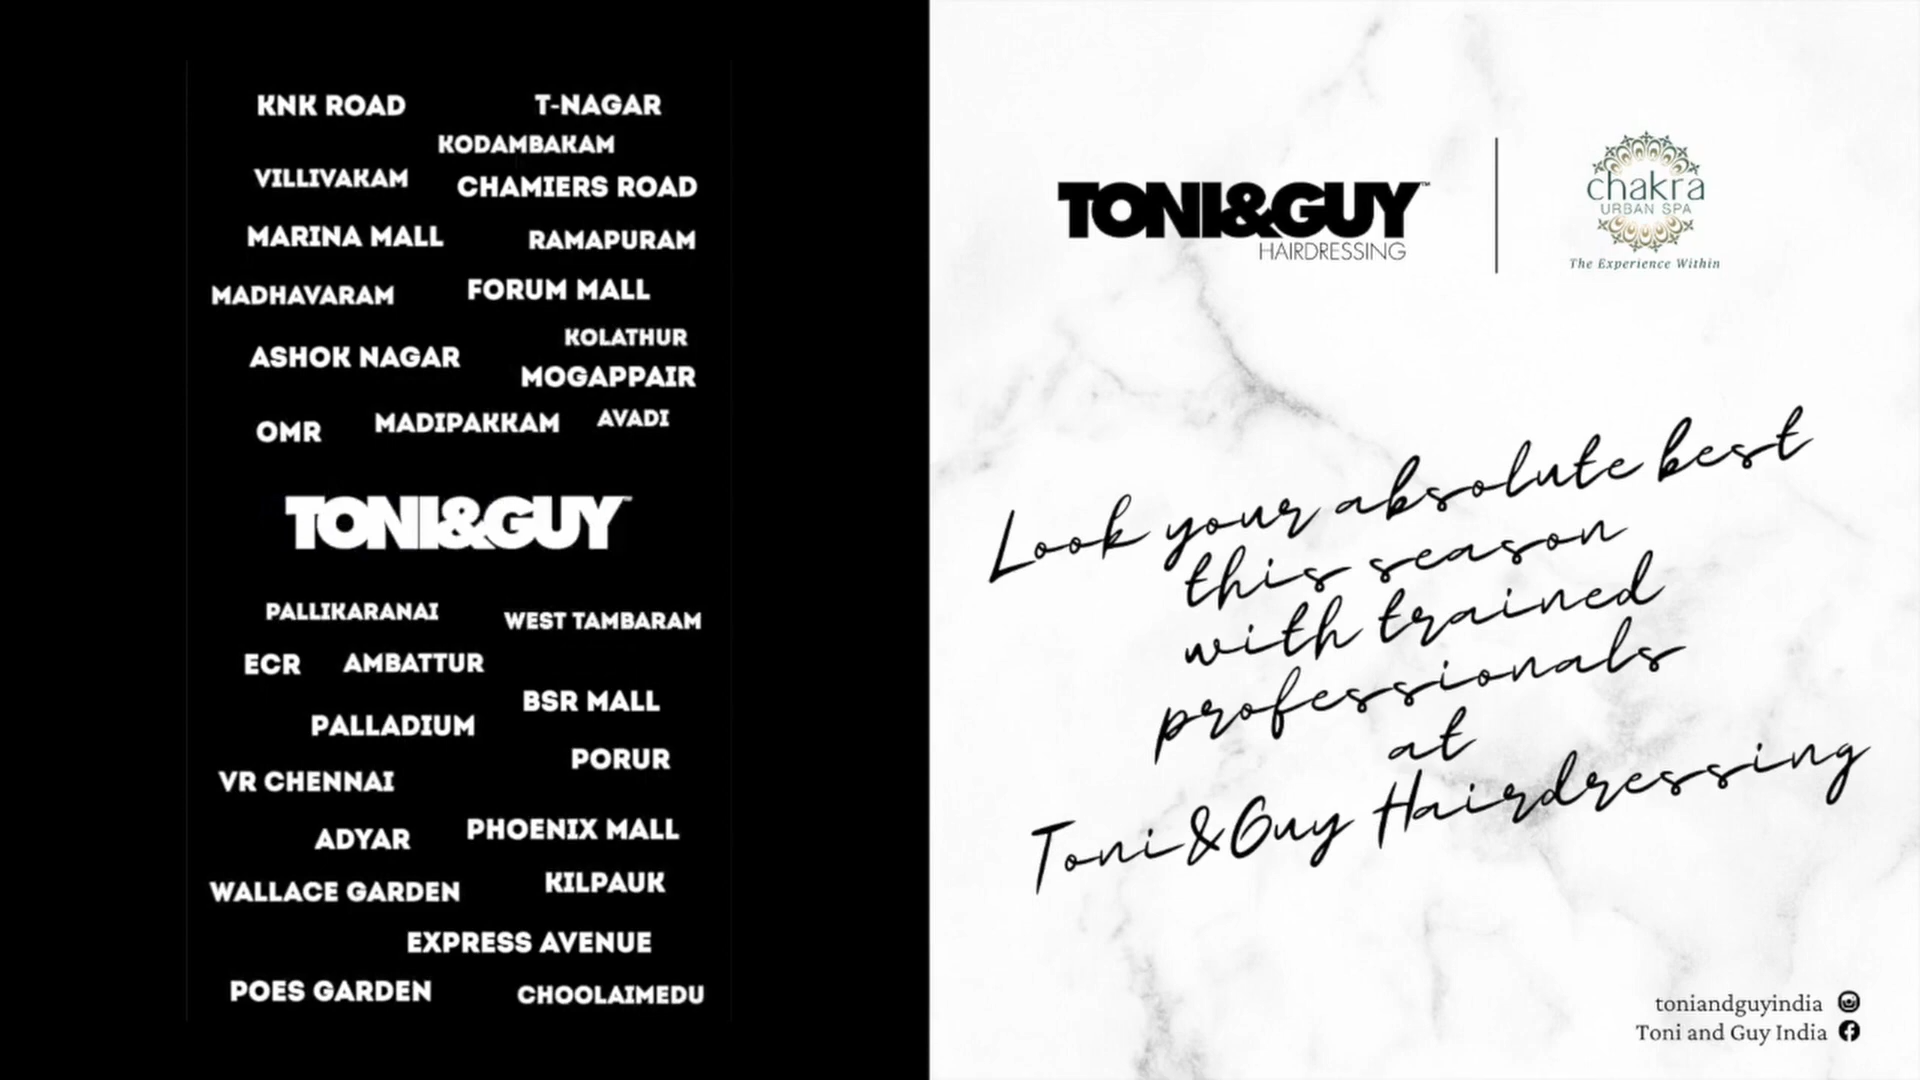 KNK ROAD T-NAGAR
KODAMBAKAM
VILLIVAKAM CHAMIERS ROAD
MARINA MALL RAMAPURAM
MADHAVARAM FORUM MALL
KOLATHUR
ASHOK NAGAR MOGAPPAIR
OMR MADIPAKKAM AVADI
TONI&GUY™
PALLIKARANAI WEST TAMBARAM
ECR AMBATTUR
BSR MALL
PALLADIUM
PORUR
VR CHENNAI
ADYAR PHOENIX MALL
WALLACE GARDEN KILPAUK
EXPRESS AVENUE
POES GARDEN CHOOLAIMEDU
TONI&GUY™
HAIRDRESSING
chakra
URBAN SPA
The Experience Within
Look your absolute best
this season
with trained
professionals
at
Toni&Guy Hairdressing
toniandguyindia
Toni and Guy India